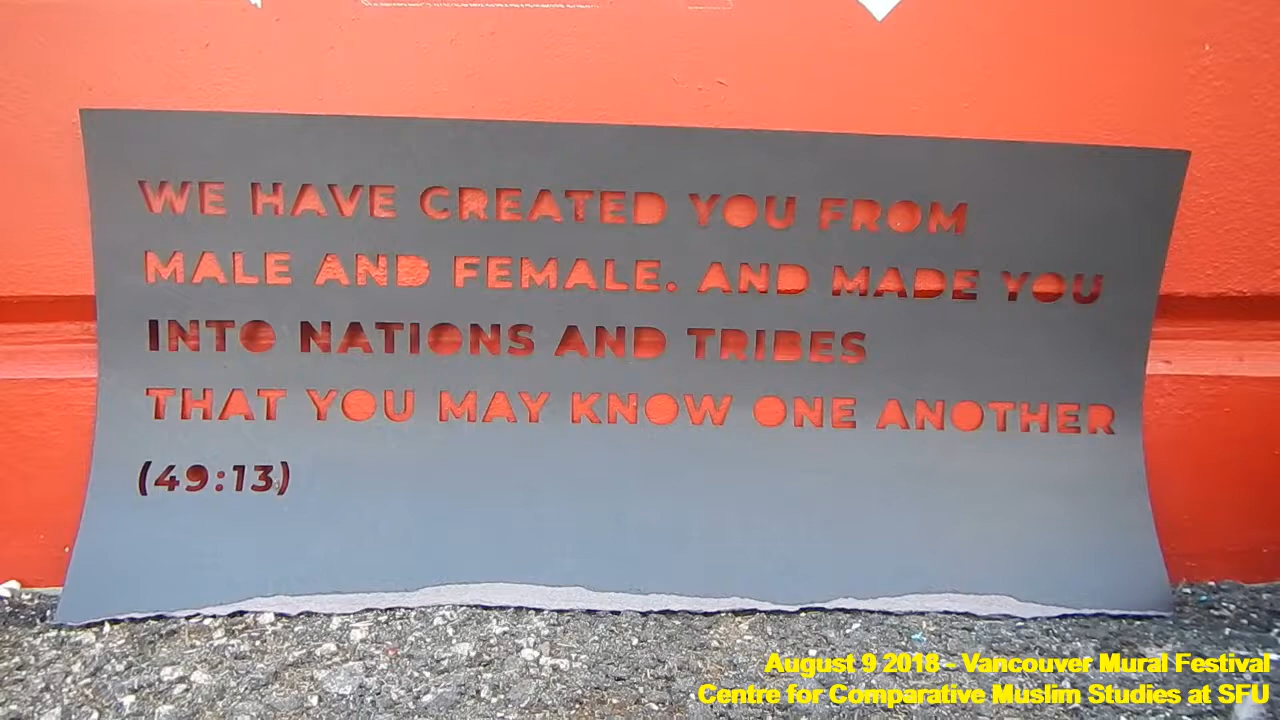 WE HAVE CREATED YOU FROM
MALE AND FEMALE. AND MADE YOU
INTO NATIONS AND TRIBES
THAT YOU MAY KNOW ONE ANOTHER
(49:13)
August 9 2018 - Vancouver Mural Festival
Centre for Comparative Muslim Studies at SFU